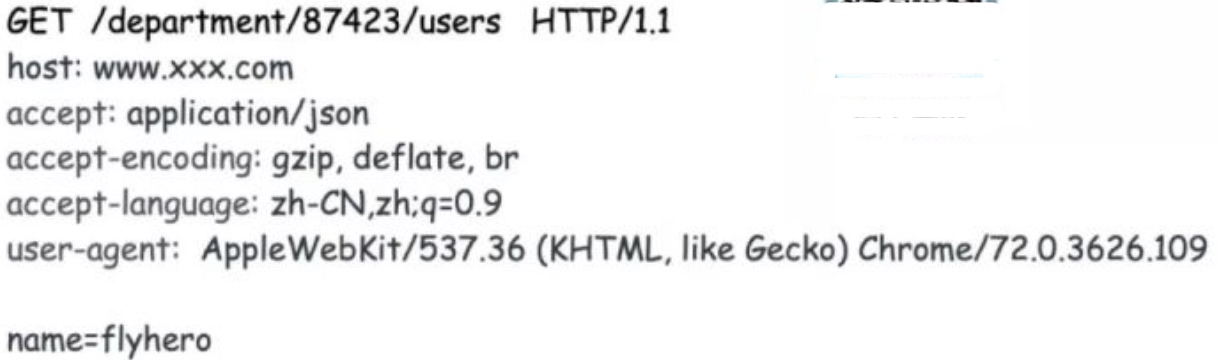 GET /department/87423/users HTTP/1.1
host: www.xxx.com
accept: application/json
accept-encoding: gzip, deflate, br
accept-language: zh-CN,zh;q=0.9
user-agent: AppleWebKit/537.36 (KHTML, like Gecko) Chrome/72.0.3626.109
name=flyhero